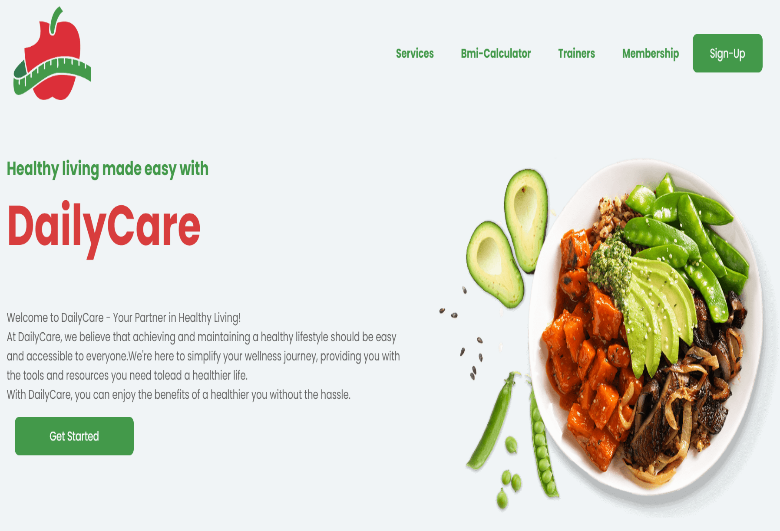 Services Bmi-Calculator Trainers Membership Sign-Up
Healthy living made easy with
DailyCare
Welcome to DailyCare - Your Partner in Healthy Living!
At DailyCare, we believe that achieving and maintaining a healthy lifestyle should be easy
and accessible to everyone.We're here to simplify your wellness journey, providing you with
the tools and resources you need tolead a healthier life.
With DailyCare, you can enjoy the benefits of a healthier you without the hassle.
Get Started